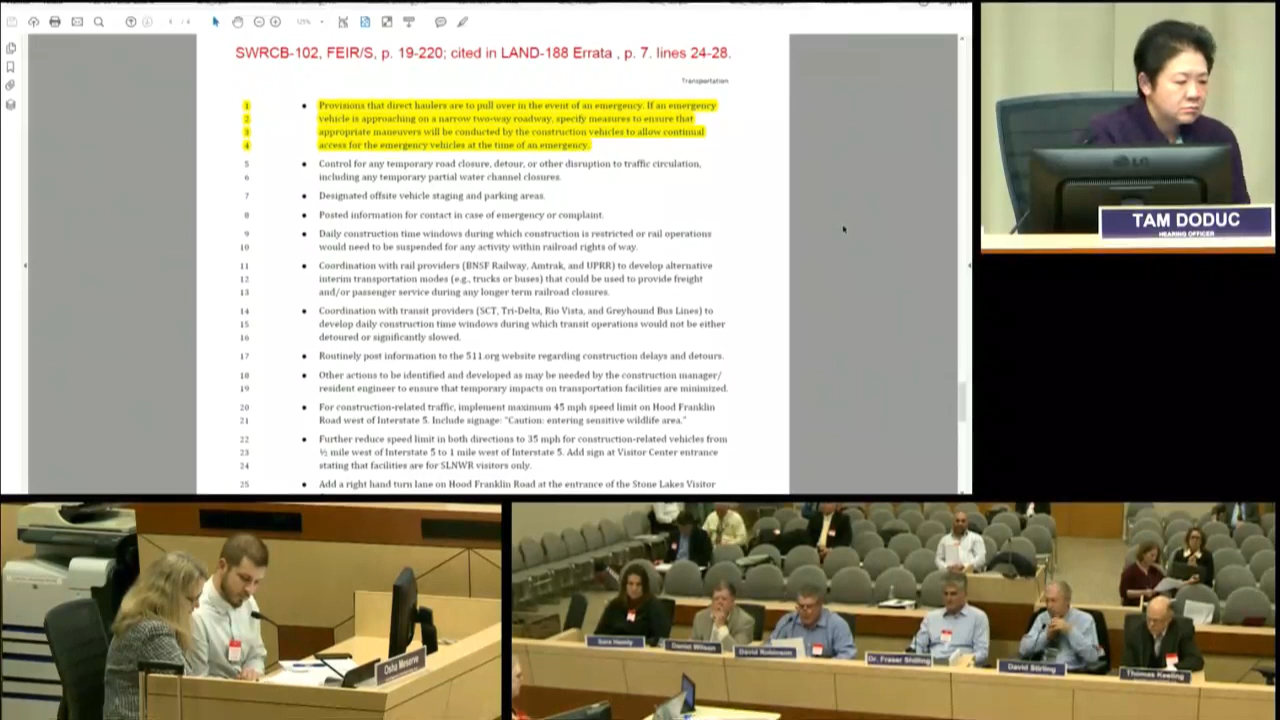 125%
SWRCB-102, FEIR/S, p. 19-220; cited in LAND-188 Errata , p. 7. lines 24-28.
Transportation
1 • Provisions that direct haulers are to pull over in the event of an emergency. If an emergency
2 vehicle is approaching on a narrow two-way roadway, specify measures to ensure that
3 appropriate maneuvers will be conducted by the construction vehicles to allow continual
4 access for the emergency vehicles at the time of an emergency.
5 • Control for any temporary road closure, detour, or other disruption to traffic circulation,
6 including any temporary partial water channel closures.
7 • Designated offsite vehicle staging and parking areas.
8 • Posted information for contact in case of emergency or complaint.
9 • Daily construction time windows during which construction is restricted or rail operations
10 would need to be suspended for any activity within railroad rights of way.
11 • Coordination with rail providers (BNSF Railway, Amtrak, and UPRR) to develop alternative
12 interim transportation modes (e.g., trucks or buses) that could be used to provide freight
13 and/or passenger service during any longer term railroad closures.
14 • Coordination with transit providers (SCT, Tri-Delta, Rio Vista, and Greyhound Bus Lines) to
15 develop daily construction time windows during which transit operations would not be either
16 detoured or significantly slowed.
17 • Routinely post information to the 511.org website regarding construction delays and detours.
18 • Other actions to be identified and developed as may be needed by the construction manager/
19 resident engineer to ensure that temporary impacts on transportation facilities are minimized.
20 • For construction-related traffic, implement maximum 45 mph speed limit on Hood Franklin
21 Road west of Interstate 5. Include signage: "Caution: entering sensitive wildlife area."
22 • Further reduce speed limit in both directions to 35 mph for construction-related vehicles from
23 ½ mile west of Interstate 5 to 1 mile west of Interstate 5. Add sign at Visitor Center entrance
24 stating that facilities are for SLNWR visitors only.
25 • Add a right hand turn lane on Hood Franklin Road at the entrance of the Stone Lakes Visitor
LG
TAM DODUC
HEARING OFFICER
Osha Meserve
Daniel Wilson
David Robinson
Dr. Fraser Shilling
David Stirling
Thomas Keeling